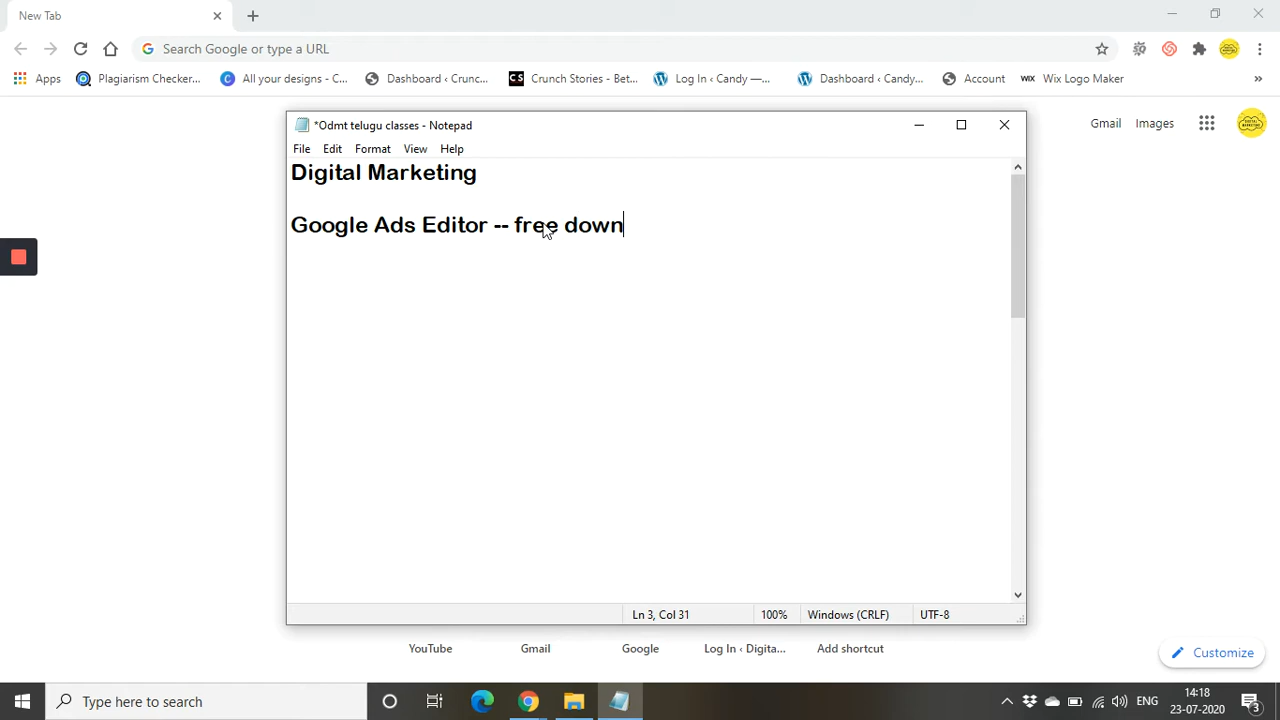 New Tab
Search Google or type a URL
Apps Plagiarism Checker... All your designs - C... Dashboard ‹ Crunc... CS Crunch Stories - Bet... Log In ‹ Candy —... Dashboard ‹ Candy... Account WIX Wix Logo Maker »
Gmail Images
*Odmt telugu classes - Notepad
File Edit Format View Help
Digital Marketing
Google Ads Editor -- free down
Ln 3, Col 31 100% Windows (CRLF) UTF-8
YouTube Gmail Google Log In ‹ Digita... Add shortcut
Customize
Type here to search
ENG
14:18
23-07-2020
3